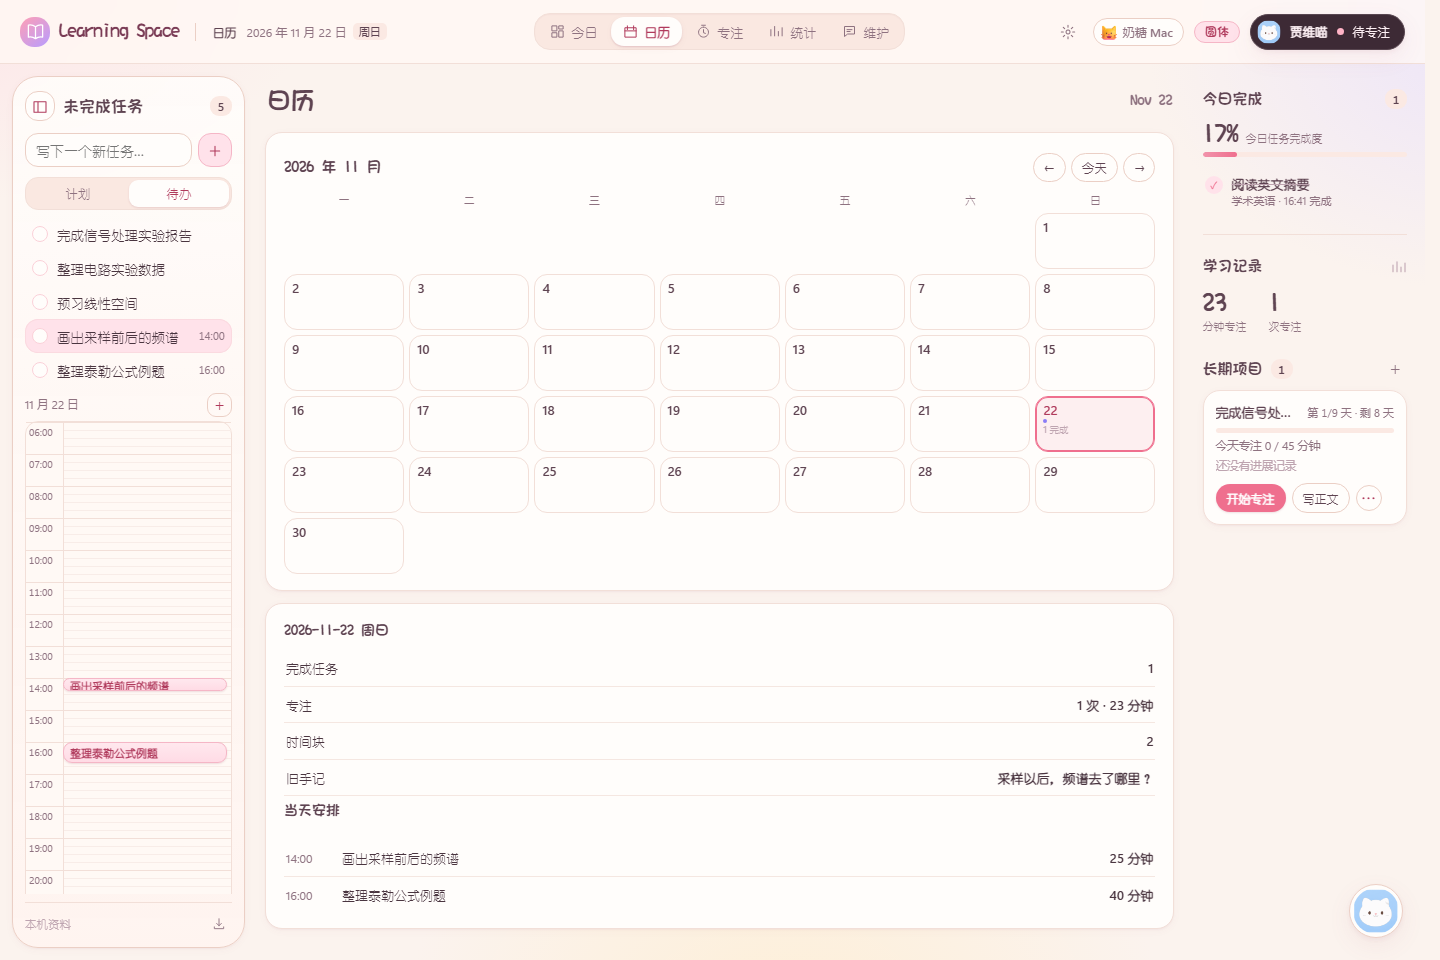 Learning Space
日历 2026 年 11 月 22 日 周日
今日 日历 专注 统计 维护
奶糖 Mac 圆体 贾维喵 待专注
未完成任务 5
写下一个新任务...
+
计划 待办
完成信号处理实验报告
整理电路实验数据
预习线性空间
画出采样前后的频谱 14:00
整理泰勒公式例题 16:00
11 月 22 日 +
06:00
07:00
08:00
09:00
10:00
11:00
12:00
13:00
14:00 画出采样前后的频谱
15:00
16:00 整理泰勒公式例题
17:00
18:00
19:00
20:00
本机资料
日历 Nov 22
2026 年 11 月 ← 今天 →
一 二 三 四 五 六 日
1
2 3 4 5 6 7 8
9 10 11 12 13 14 15
16 17 18 19 20 21 22
1 完成
23 24 25 26 27 28 29
30
2026-11-22 周日
完成任务 1
专注 1 次 · 23 分钟
时间块 2
旧手记 采样以后，频谱去了哪里？
当天安排
14:00 画出采样前后的频谱 25 分钟
16:00 整理泰勒公式例题 40 分钟
今日完成 1
17% 今日任务完成度
阅读英文摘要
学术英语 · 16:41 完成
学习记录
23 1
分钟专注 次专注
长期项目 1 +
完成信号处... 第 1/9 天 · 剩 8 天
今天专注 0 / 45 分钟
还没有进展记录
开始专注 写正文 ···